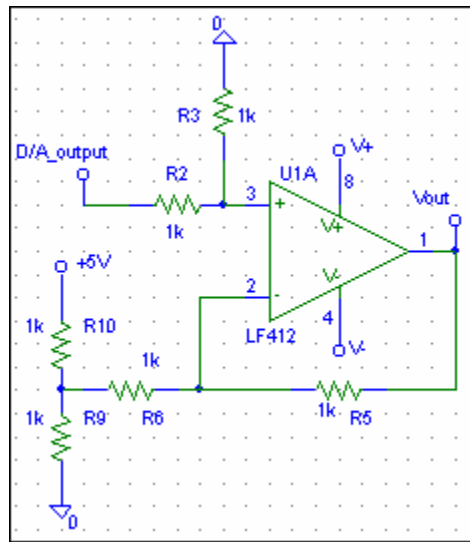 0
R3
1k
D/A_output
R2
1k
U1A
V+
8
3
+
V+
Vout
1
2
-
V-
4
LF412
V-
+5V
1k
R10
1k
R6
1k
R5
1k
R9
0